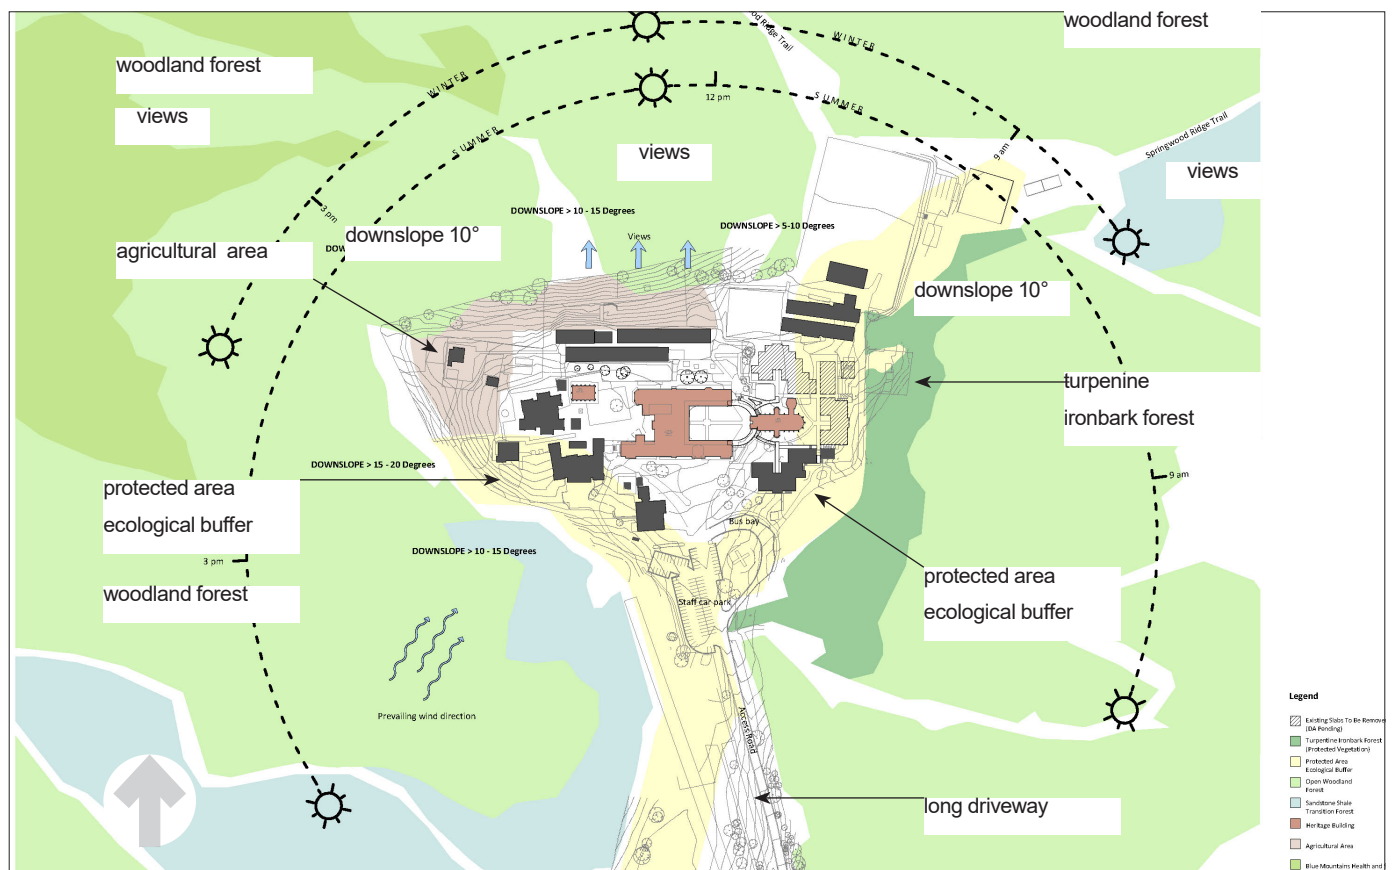 woodland forest
woodland forest
views
WINTER
WINTER
SUMMER
SUMMER
12 pm
Ridge Trail
Springwood Ridge Trail
9 am
views
views
3 pm
DOWNSLOPE > 10 - 15 Degrees
DOWNSLOPE > 5-10 Degrees
Views
downslope 10°
agricultural area
downslope 10°
turpenine
ironbark forest
DOWNSLOPE > 15 - 20 Degrees
9 am
protected area
ecological buffer
Bus bay
DOWNSLOPE > 10 - 15 Degrees
3 pm
woodland forest
protected area
ecological buffer
Staff car park
Prevailing wind direction
Access Road
long driveway
Legend
Existing Slabs To Be Remove
(DA Pending)
Turpentine Ironbark Forest
(Protected Vegetation)
Protected Area
Ecological Buffer
Open Woodland
Forest
Sandstone Shale
Transition Forest
Heritage Building
Agricultural Area
Blue Mountains Health and